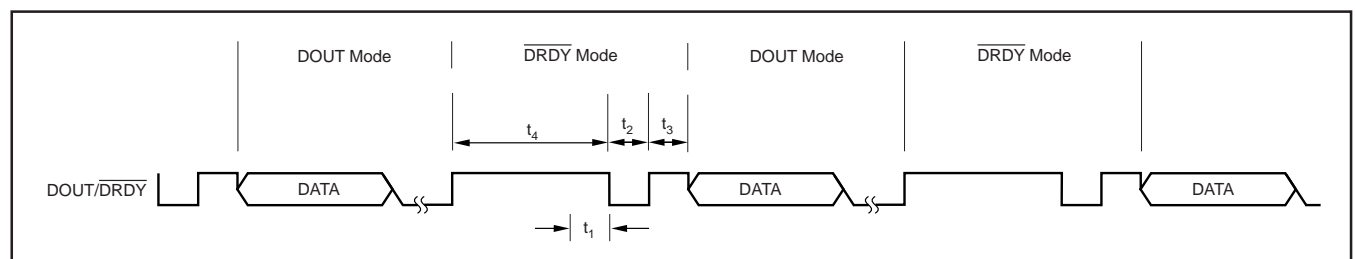 DOUT Mode DRDY Mode DOUT Mode DRDY Mode
t4 t2 t3
DOUT/DRDY DATA DATA DATA
t1